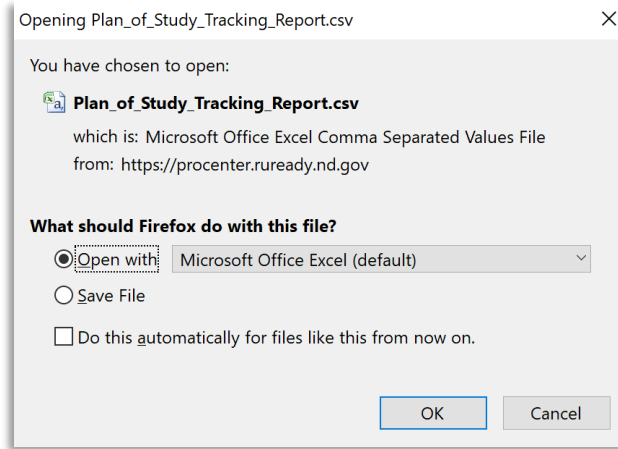 Opening Plan_of_Study_Tracking_Report.csv
You have chosen to open:
Plan_of_Study_Tracking_Report.csv
which is: Microsoft Office Excel Comma Separated Values File
from: https://procenter.ruready.nd.gov
What should Firefox do with this file?
Open with Microsoft Office Excel (default)
Save File
Do this automatically for files like this from now on.
OK Cancel